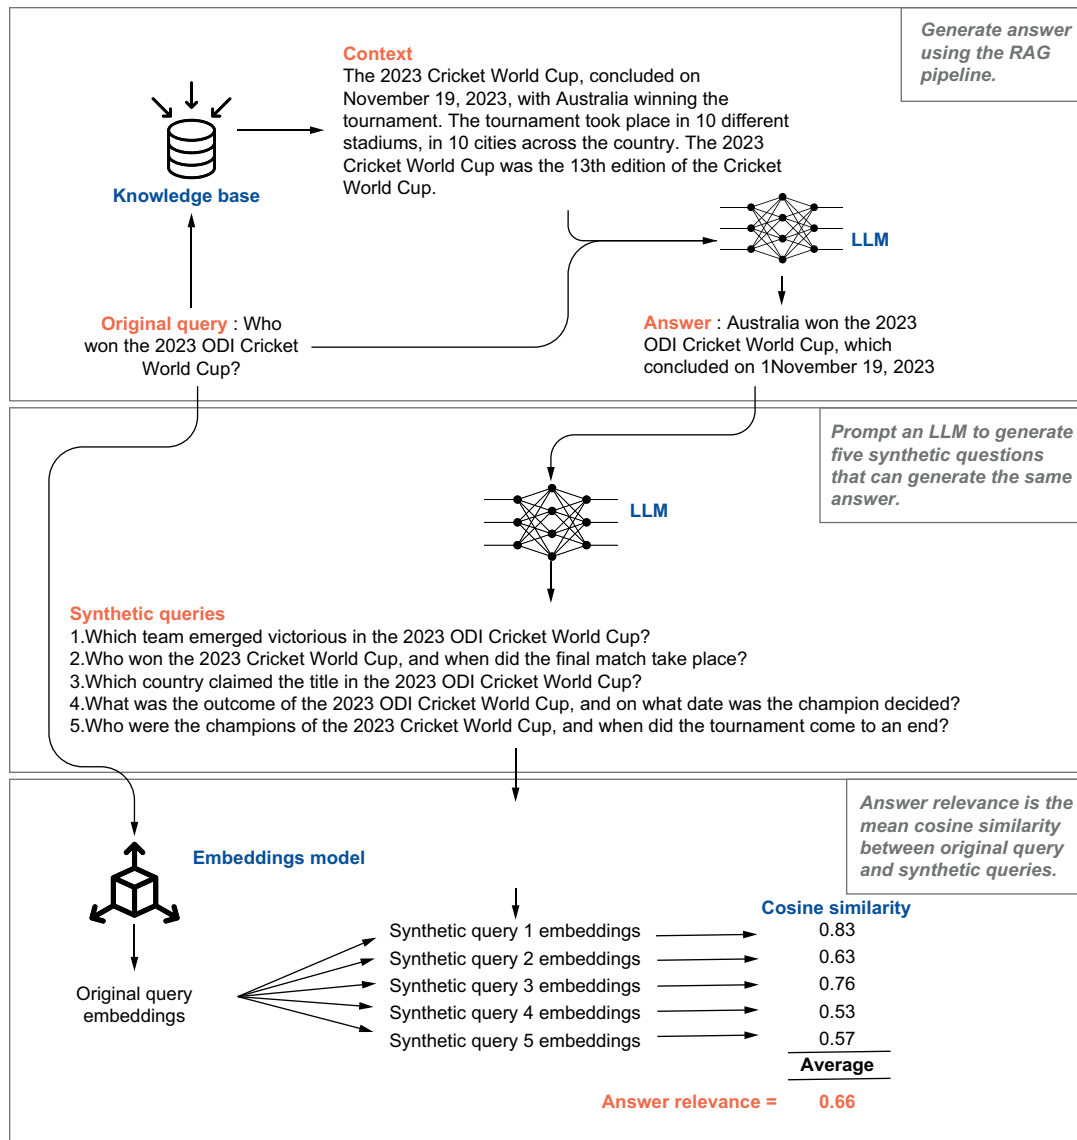 Generate answer
using the RAG
pipeline.
Context
The 2023 Cricket World Cup, concluded on
November 19, 2023, with Australia winning the
tournament. The tournament took place in 10 different
stadiums, in 10 cities across the country. The 2023
Cricket World Cup was the 13th edition of the Cricket
World Cup.
Knowledge base
LLM
Original query : Who
won the 2023 ODI Cricket
World Cup?
Answer : Australia won the 2023
ODI Cricket World Cup, which
concluded on 1November 19, 2023
Prompt an LLM to generate
five synthetic questions
that can generate the same
answer.
LLM
Synthetic queries
1.Which team emerged victorious in the 2023 ODI Cricket World Cup?
2.Who won the 2023 Cricket World Cup, and when did the final match take place?
3.Which country claimed the title in the 2023 ODI Cricket World Cup?
4.What was the outcome of the 2023 ODI Cricket World Cup, and on what date was the champion decided?
5.Who were the champions of the 2023 Cricket World Cup, and when did the tournament come to an end?
Answer relevance is the
mean cosine similarity
between original query
and synthetic queries.
Embeddings model
Cosine similarity
Original query
embeddings
Synthetic query 1 embeddings 0.83
Synthetic query 2 embeddings 0.63
Synthetic query 3 embeddings 0.76
Synthetic query 4 embeddings 0.53
Synthetic query 5 embeddings 0.57
Average
Answer relevance = 0.66